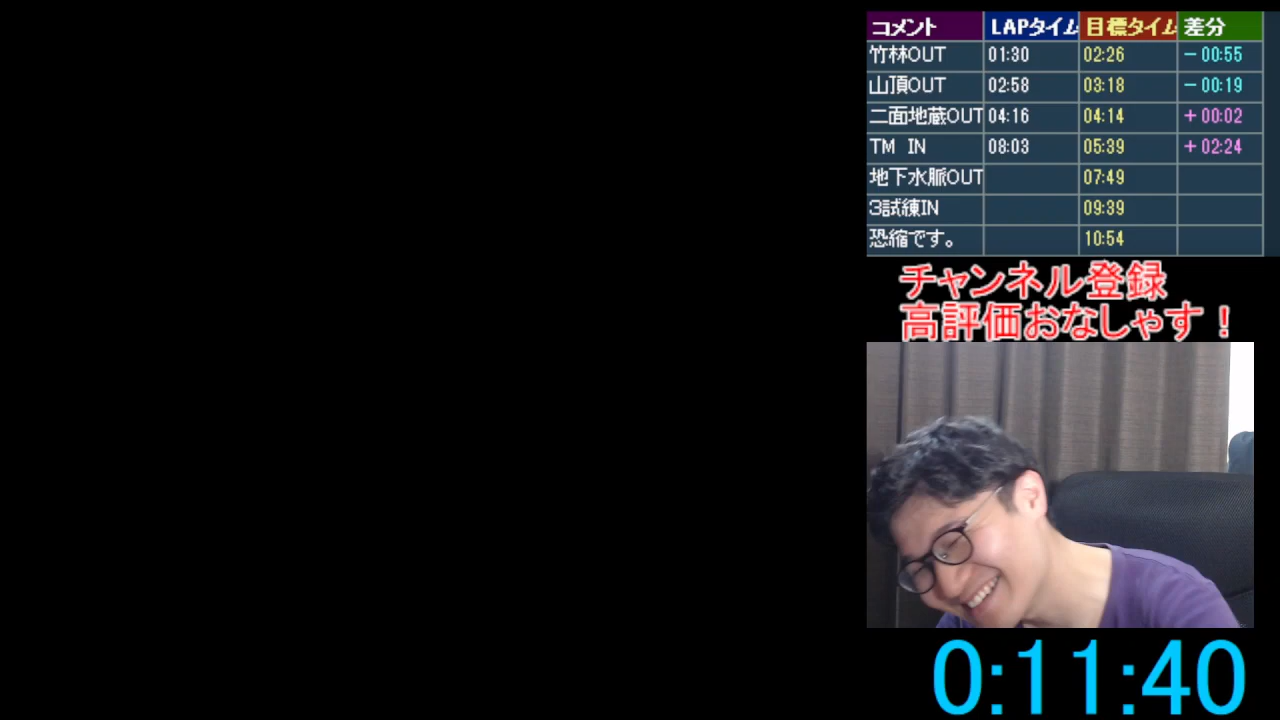 コメント LAPタイム 目標タイム 差分
竹林OUT 01:30 02:26 －00:55
山頂OUT 02:58 03:18 －00:19
二面地蔵OUT 04:16 04:14 ＋00:02
TM IN 08:03 05:39 ＋02:24
地下水脈OUT 07:49
3試練IN 09:39
恐縮です。 10:54
チャンネル登録
高評価おなしゃす！
0:11:40